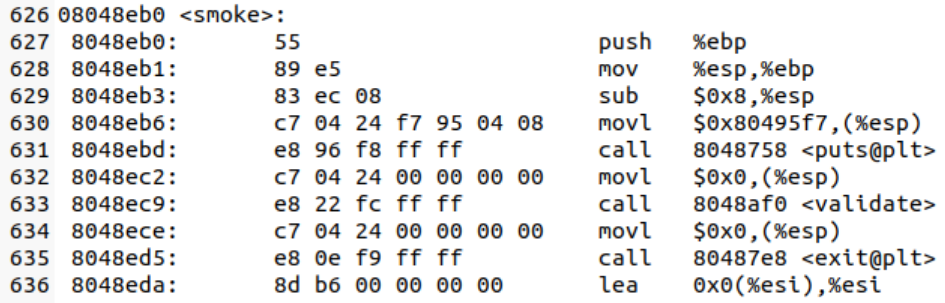 626 08048eb0 <smoke>:
627 8048eb0: 55 push %ebp
628 8048eb1: 89 e5 mov %esp,%ebp
629 8048eb3: 83 ec 08 sub $0x8,%esp
630 8048eb6: c7 04 24 f7 95 04 08 movl $0x80495f7,(%esp)
631 8048ebd: e8 96 f8 ff ff call 8048758 <puts@plt>
632 8048ec2: c7 04 24 00 00 00 00 movl $0x0,(%esp)
633 8048ec9: e8 22 fc ff ff call 8048af0 <validate>
634 8048ece: c7 04 24 00 00 00 00 movl $0x0,(%esp)
635 8048ed5: e8 0e f9 ff ff call 80487e8 <exit@plt>
636 8048eda: 8d b6 00 00 00 00 lea 0x0(%esi),%esi